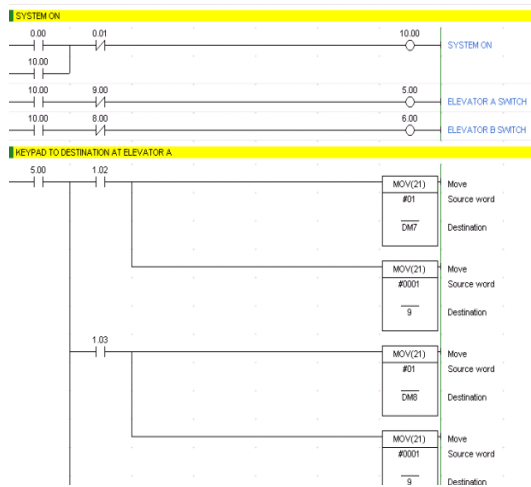 SYSTEM ON
0.00 0.01 10.00
SYSTEM ON
10.00
10.00 9.00 5.00
ELEVATOR A SWITCH
10.00 8.00 6.00
ELEVATOR B SWITCH
KEYPAD TO DESTINATION AT ELEVATOR A
5.00 1.02
MOV(21) Move
#01 Source word
DM7 Destination
MOV(21) Move
#0001 Source word
9 Destination
1.03
MOV(21) Move
#01 Source word
DM8 Destination
MOV(21) Move
#0001 Source word
9 Destination